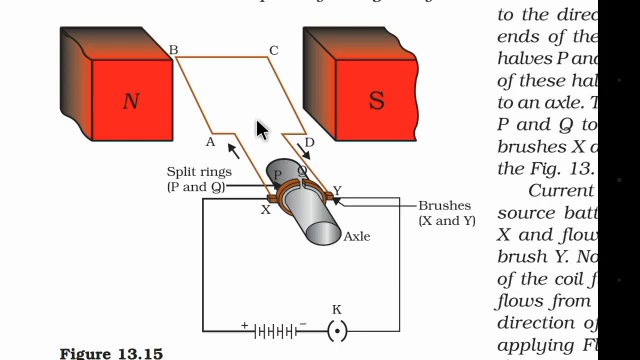 to the direc
ends of the
halves P and
of these hal
to an axle. T
P and Q to
brushes X a
the Fig. 13.
Current
source batt
X and flow
brush Y. No
of the coil f
flows from
direction of
applying Fl
N
S
B
C
A
D
Split rings
(P and Q)
P
Q
X
Y
Brushes
(X and Y)
Axle
K
+
–
Figure 13.15